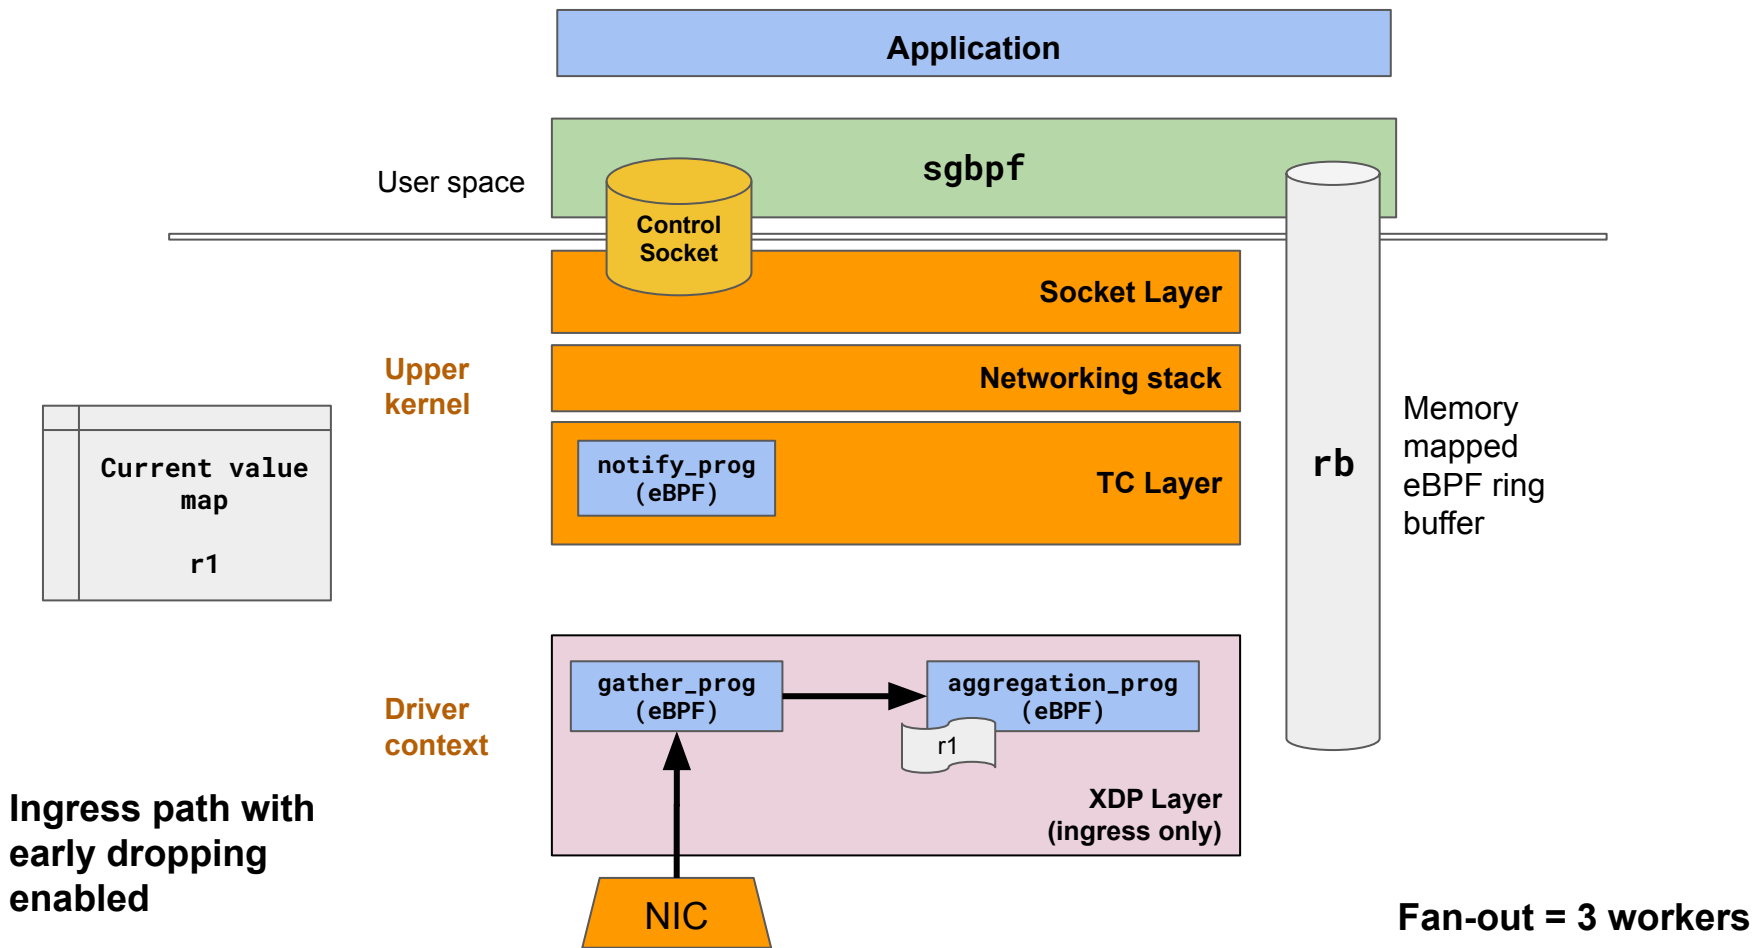 Application
sgbpf
User space
Control
Socket
Socket Layer
Upper
kernel
Networking stack
Current value
map
r1
notify_prog
(eBPF)
TC Layer
rb
Memory
mapped
eBPF ring
buffer
Driver
context
gather_prog
(eBPF)
aggregation_prog
(eBPF)
r1
XDP Layer
(ingress only)
Ingress path with
early dropping
enabled
NIC
Fan-out = 3 workers